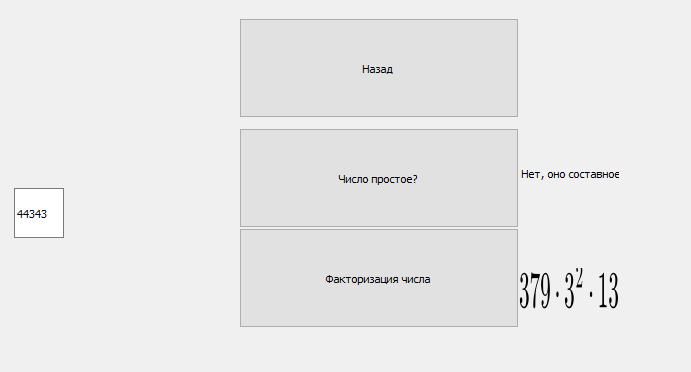 Назад
Число простое?
Нет, оно составное
44343
Факторизация числа
379 · 3² · 13